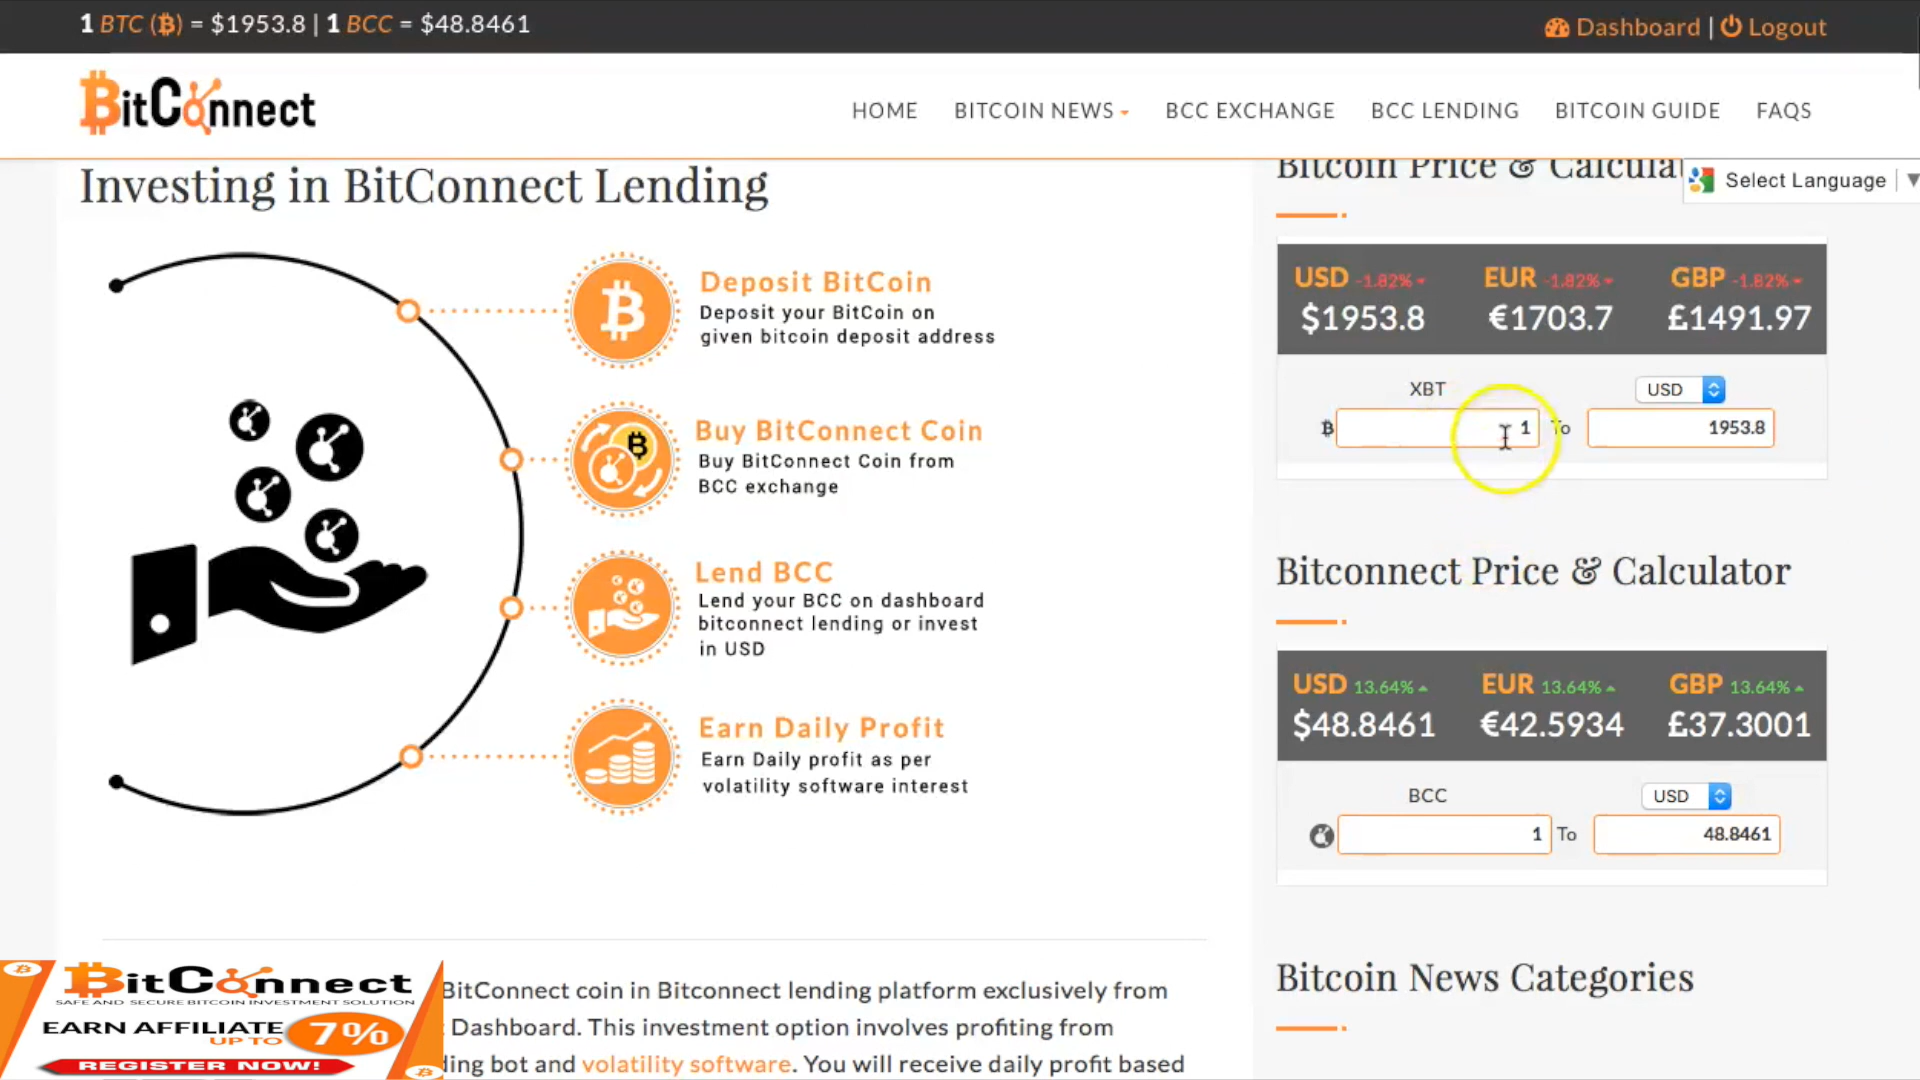 1 BTC (₿) = $1953.8 | 1 BCC = $48.8461
Dashboard | Logout
BitConnect
HOME BITCOIN NEWS BCC EXCHANGE BCC LENDING BITCOIN GUIDE FAQS
Investing in BitConnect Lending
Deposit BitCoin
Deposit your BitCoin on
given bitcoin deposit address
Buy BitConnect Coin
Buy BitConnect Coin from
BCC exchange
Lend BCC
Lend your BCC on dashboard
bitconnect lending or invest
in USD
Earn Daily Profit
Earn Daily profit as per
volatility software interest
BitConnect coin in Bitconnect lending platform exclusively from
Dashboard. This investment option involves profiting from
ding bot and volatility software. You will receive daily profit based
BitConnect
SAFE AND SECURE BITCOIN INVESTMENT SOLUTION
EARN AFFILIATE
UP TO
7%
REGISTER NOW!
Bitcoin Price & Calculat
Select Language
USD -1.82% EUR -1.82% GBP -1.82%
$1953.8 €1703.7 £1491.97
XBT USD
₿ 1 To 1953.8
Bitconnect Price & Calculator
USD 13.64% EUR 13.64% GBP 13.64%
$48.8461 €42.5934 £37.3001
BCC USD
1 To 48.8461
Bitcoin News Categories